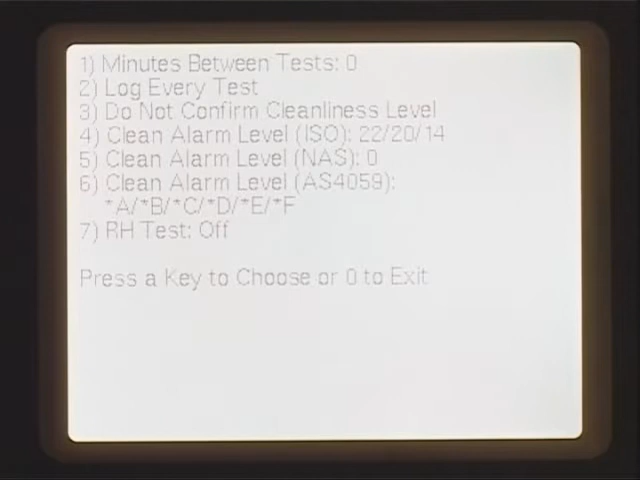 1) Minutes Between Tests: 0
2) Log Every Test
3) Do Not Confirm Cleanliness Level
4) Clean Alarm Level (ISO): 22/20/14
5) Clean Alarm Level (NAS): 0
6) Clean Alarm Level (AS4059):
*A/*B/*C/*D/*E/*F
7) RH Test: Off
Press a Key to Choose or 0 to Exit